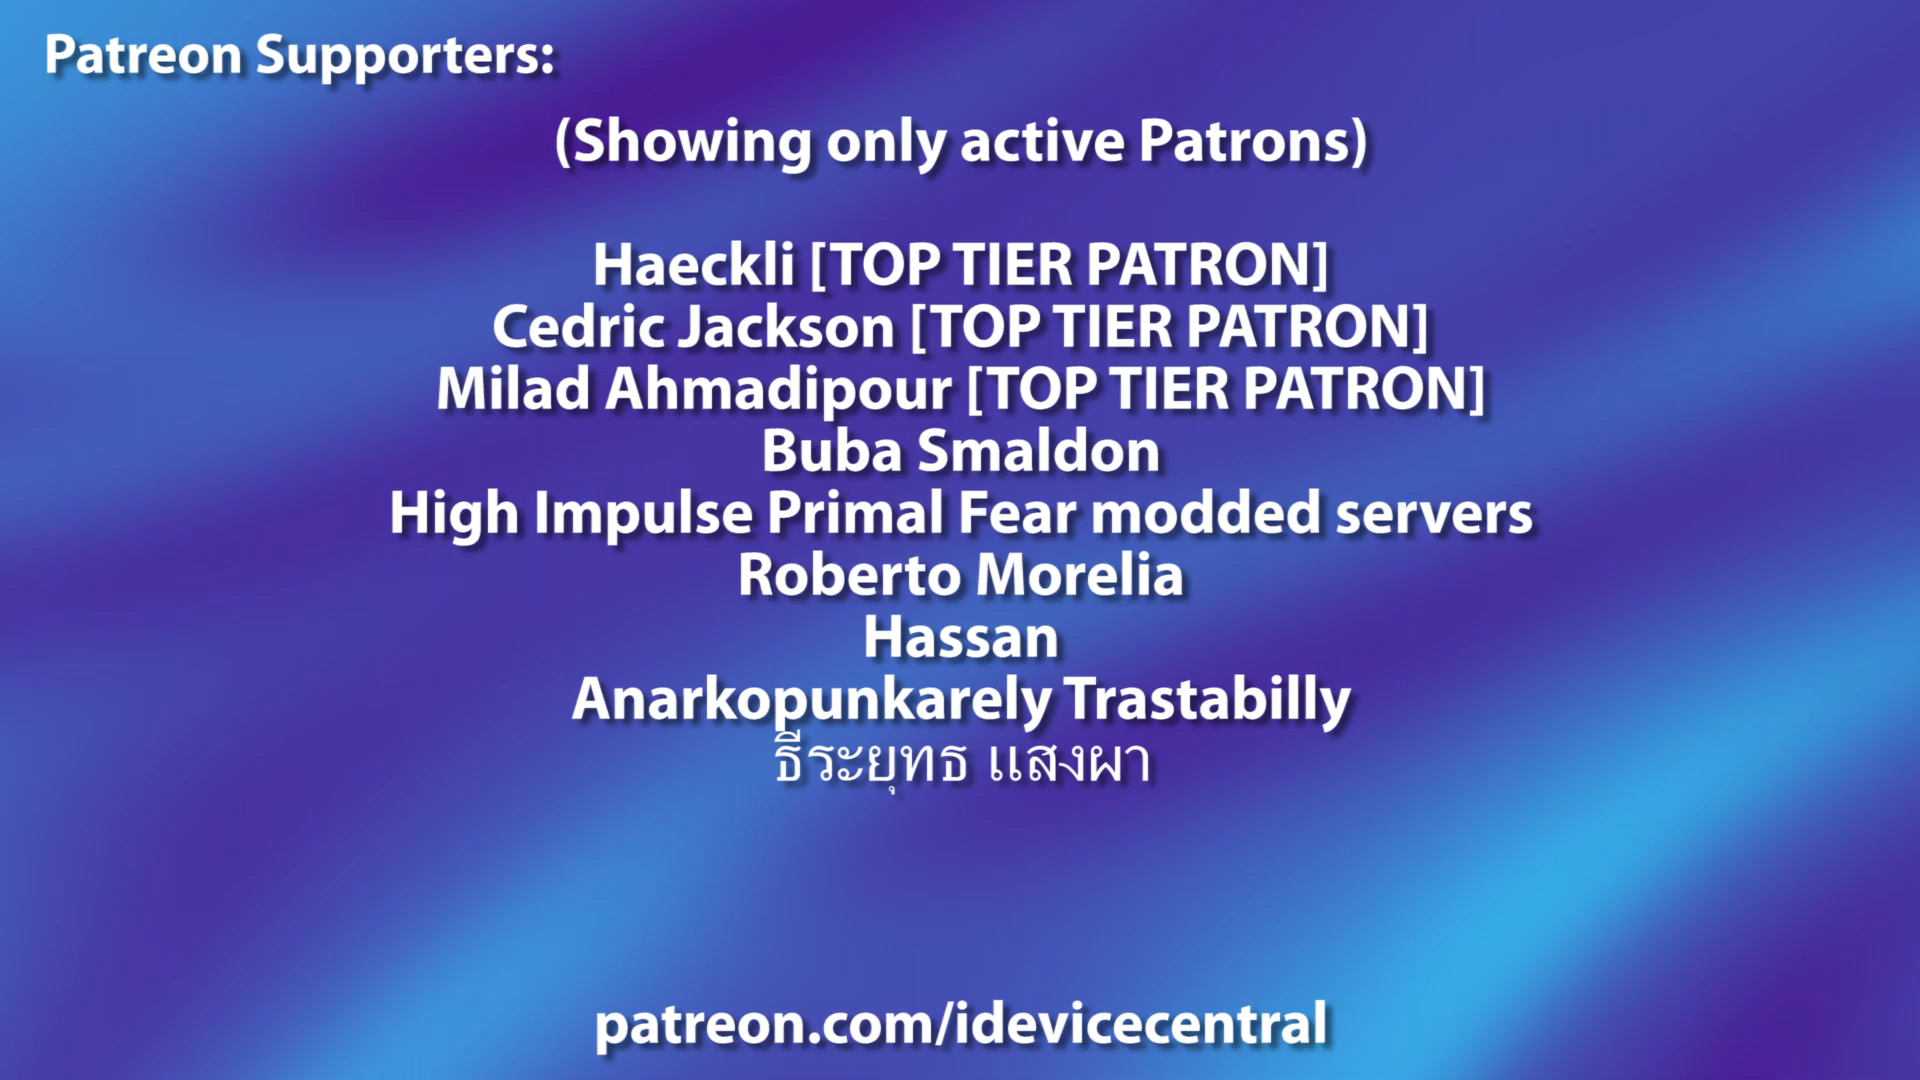 Patreon Supporters:
(Showing only active Patrons)
Haeckli [TOP TIER PATRON]
Cedric Jackson [TOP TIER PATRON]
Milad Ahmadipour [TOP TIER PATRON]
Buba Smaldon
High Impulse Primal Fear modded servers
Roberto Morelia
Hassan
Anarkopunkarely Trastabilly
ธีระยุทธ แสงผา
patreon.com/idevicecentral